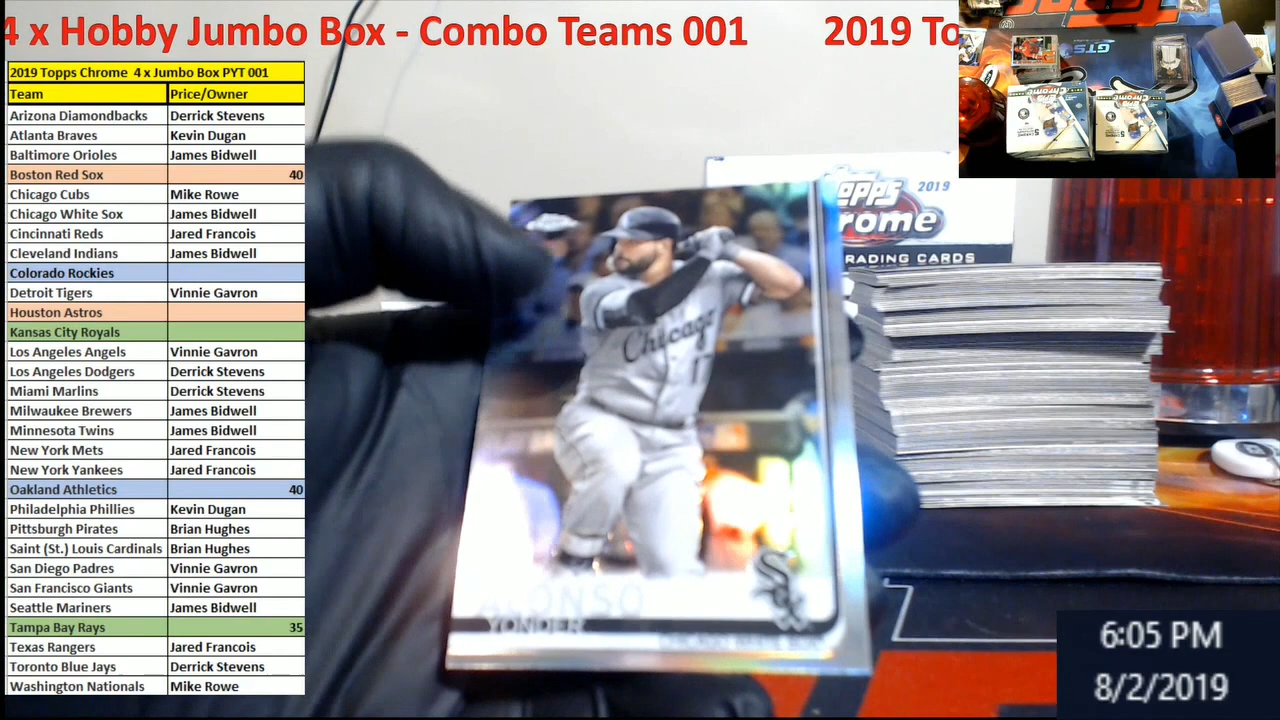 4 x Hobby Jumbo Box - Combo Teams 001 2019 To
2019 Topps Chrome 4 x Jumbo Box PYT 001
Team Price/Owner
Arizona Diamondbacks Derrick Stevens
Atlanta Braves Kevin Dugan
Baltimore Orioles James Bidwell
Boston Red Sox 40
Chicago Cubs Mike Rowe
Chicago White Sox James Bidwell
Cincinnati Reds Jared Francois
Cleveland Indians James Bidwell
Colorado Rockies
Detroit Tigers Vinnie Gavron
Houston Astros
Kansas City Royals
Los Angeles Angels Vinnie Gavron
Los Angeles Dodgers Derrick Stevens
Miami Marlins Derrick Stevens
Milwaukee Brewers James Bidwell
Minnesota Twins James Bidwell
New York Mets Jared Francois
New York Yankees Jared Francois
Oakland Athletics 40
Philadelphia Phillies Kevin Dugan
Pittsburgh Pirates Brian Hughes
Saint (St.) Louis Cardinals Brian Hughes
San Diego Padres Vinnie Gavron
San Francisco Giants Vinnie Gavron
Seattle Mariners James Bidwell
Tampa Bay Rays 35
Texas Rangers Jared Francois
Toronto Blue Jays Derrick Stevens
Washington Nationals Mike Rowe
Chicago
17
ALONSO
YONDER
Sox
TOPPS 2019
rome
RADING CARDS
GTS
6:05 PM
8/2/2019